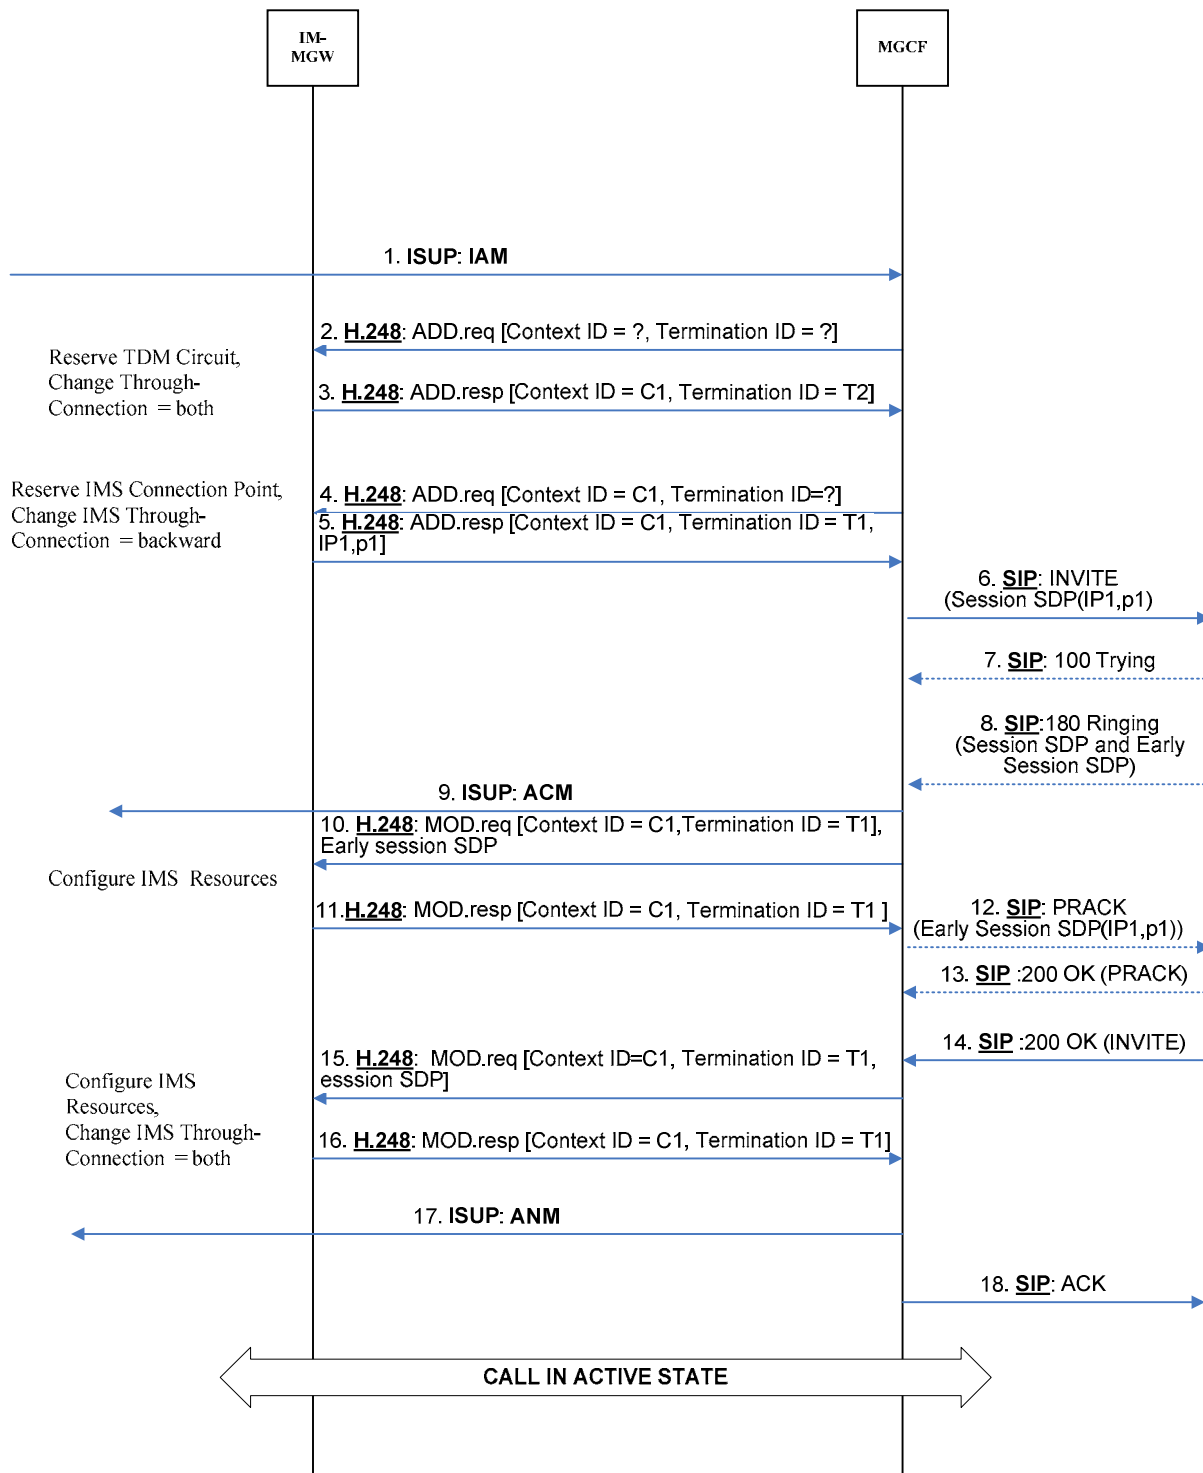 IM-
MGW
MGCF
1. ISUP: IAM
2. H.248: ADD.req [Context ID = ?, Termination ID = ?]
Reserve TDM Circuit,
Change Through-
Connection = both
3. H.248: ADD.resp [Context ID = C1, Termination ID = T2]
Reserve IMS Connection Point,
Change IMS Through-
Connection = backward
4. H.248: ADD.req [Context ID = C1, Termination ID=?]
5. H.248: ADD.resp [Context ID = C1, Termination ID = T1,
IP1,p1]
6. SIP: INVITE
(Session SDP(IP1,p1)
7. SIP: 100 Trying
8. SIP:180 Ringing
(Session SDP and Early
Session SDP)
9. ISUP: ACM
10. H.248: MOD.req [Context ID = C1,Termination ID = T1],
Early session SDP
Configure IMS Resources
11.H.248: MOD.resp [Context ID = C1, Termination ID = T1 ]
12. SIP: PRACK
(Early Session SDP(IP1,p1))
13. SIP :200 OK (PRACK)
14. SIP :200 OK (INVITE)
15. H.248: MOD.req [Context ID=C1, Termination ID = T1,
esssion SDP]
Configure IMS
Resources,
Change IMS Through-
Connection = both
16. H.248: MOD.resp [Context ID = C1, Termination ID = T1]
17. ISUP: ANM
18. SIP: ACK
CALL IN ACTIVE STATE